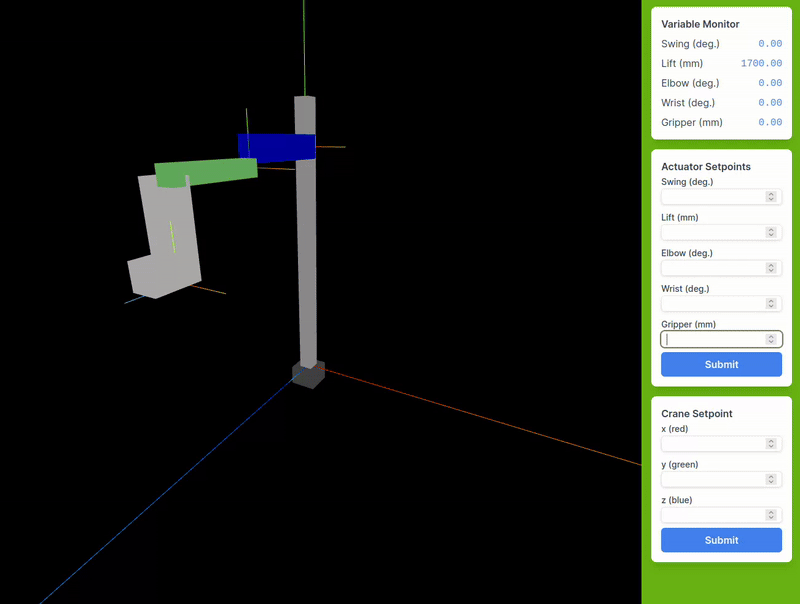 Variable Monitor
Swing (deg.) 0.00
Lift (mm) 1700.00
Elbow (deg.) 0.00
Wrist (deg.) 0.00
Gripper (mm) 0.00
Actuator Setpoints
Swing (deg.)
Lift (mm)
Elbow (deg.)
Wrist (deg.)
Gripper (mm)
Submit
Crane Setpoint
x (red)
y (green)
z (blue)
Submit